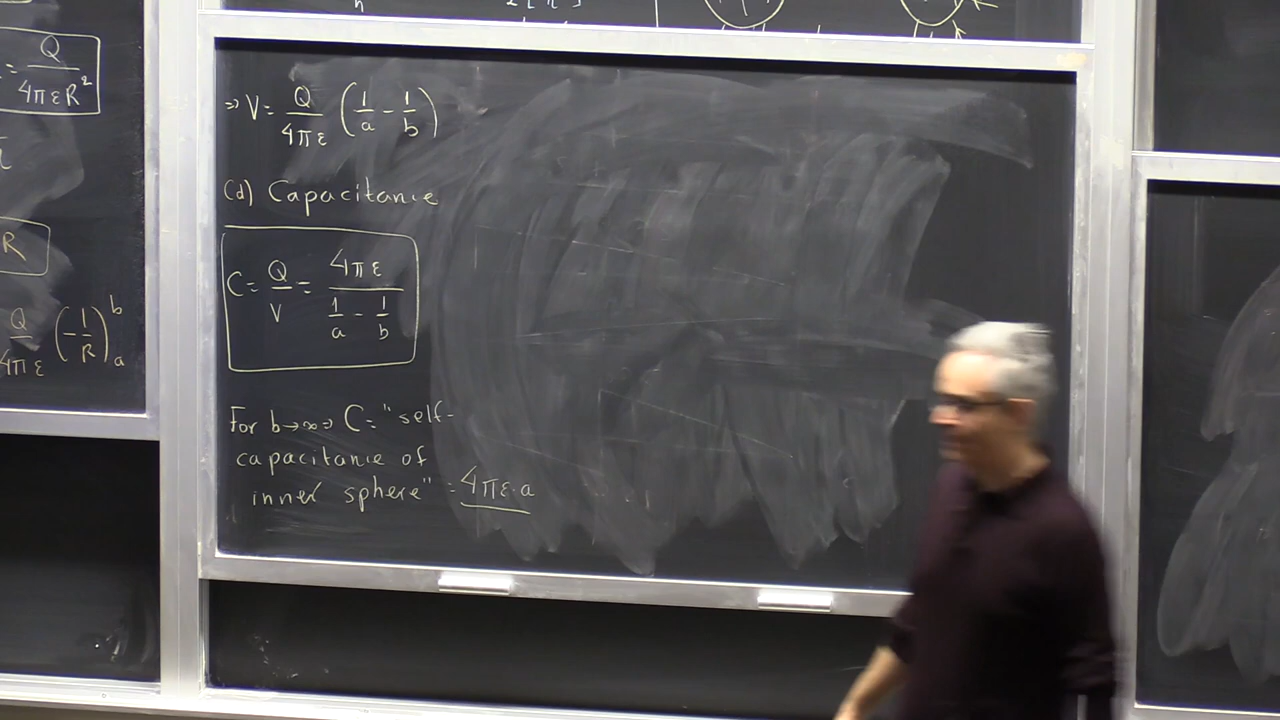 = Q / 4πεR²
R
Q / 4πε (-1/R)ᵇₐ
⇒ V = Q / 4πε (1/a - 1/b)
(d) Capacitance
C = Q/V = 4πε / (1/a - 1/b)
For b→∞ ⇒ C = "self-
capacitance of
inner sphere" = 4πε·a